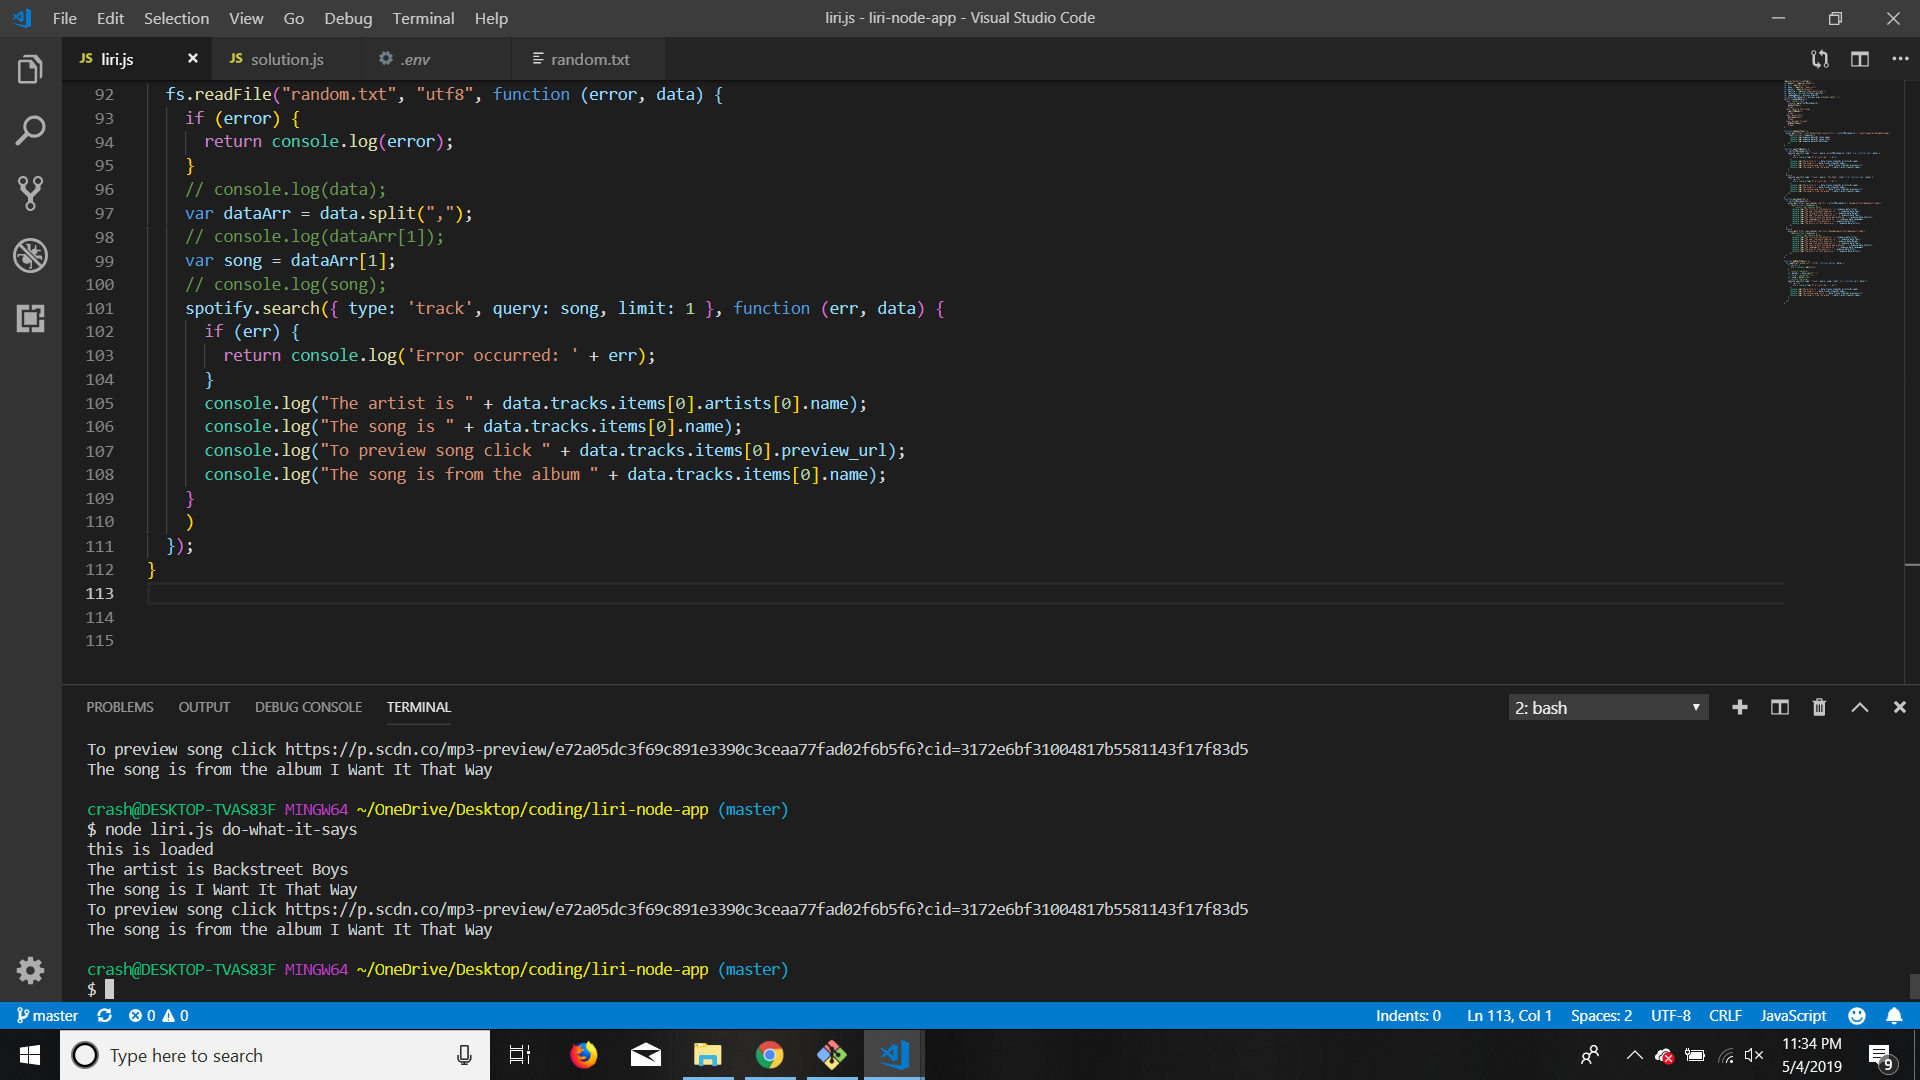 File Edit Selection View Go Debug Terminal Help
liri.js - liri-node-app - Visual Studio Code
JS liri.js
JS solution.js
.env
random.txt
92 fs.readFile("random.txt", "utf8", function (error, data) {
93 if (error) {
94 return console.log(error);
95 }
96 // console.log(data);
97 var dataArr = data.split(",");
98 // console.log(dataArr[1]);
99 var song = dataArr[1];
100 // console.log(song);
101 spotify.search({ type: 'track', query: song, limit: 1 }, function (err, data) {
102 if (err) {
103 return console.log('Error occurred: ' + err);
104 }
105 console.log("The artist is " + data.tracks.items[0].artists[0].name);
106 console.log("The song is " + data.tracks.items[0].name);
107 console.log("To preview song click " + data.tracks.items[0].preview_url);
108 console.log("The song is from the album " + data.tracks.items[0].name);
109 }
110 )
111 });
112 }
113
114
115
PROBLEMS OUTPUT DEBUG CONSOLE TERMINAL
2: bash
To preview song click https://p.scdn.co/mp3-preview/e72a05dc3f69c891e3390c3ceaa77fad02f6b5f6?cid=3172e6bf31004817b5581143f17f83d5
The song is from the album I Want It That Way
crash@DESKTOP-TVAS83F MINGW64 ~/OneDrive/Desktop/coding/liri-node-app (master)
$ node liri.js do-what-it-says
this is loaded
The artist is Backstreet Boys
The song is I Want It That Way
To preview song click https://p.scdn.co/mp3-preview/e72a05dc3f69c891e3390c3ceaa77fad02f6b5f6?cid=3172e6bf31004817b5581143f17f83d5
The song is from the album I Want It That Way
crash@DESKTOP-TVAS83F MINGW64 ~/OneDrive/Desktop/coding/liri-node-app (master)
$
master 0 0
Indents: 0 Ln 113, Col 1 Spaces: 2 UTF-8 CRLF JavaScript
Type here to search
11:34 PM
5/4/2019
9